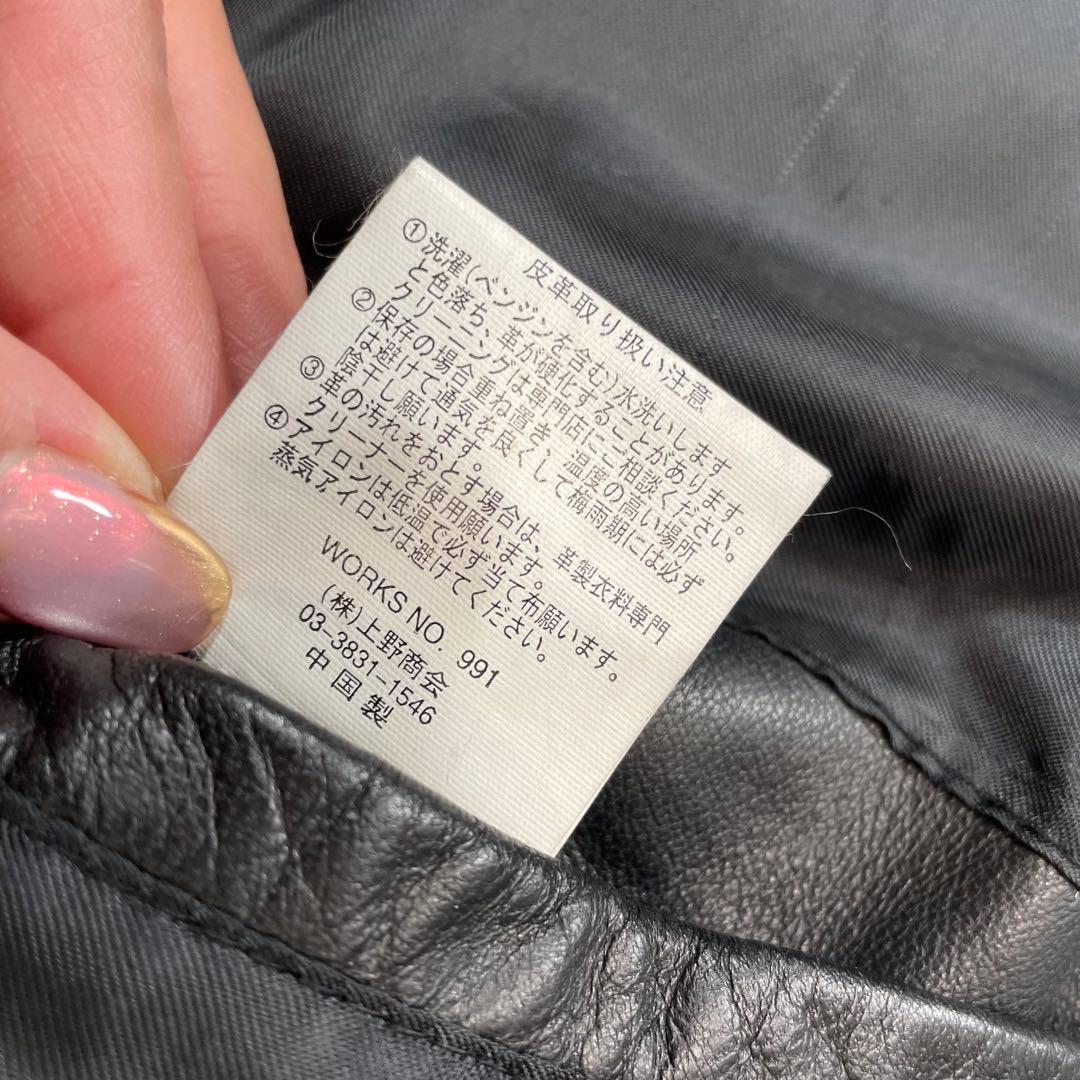 皮革取り扱い注意
①洗濯(ベンジンを含む)水洗いします
と色落ち、革が硬化することがあります。
クリーニングは専門店にご相談ください。
②保存の場合重ね置き、温度の高い場所
は避けて通気を良くして梅雨期には必ず
陰干し願います。
③革の汚れをおとす場合は、革製衣料専門
クリーナーを使用願います。
④アイロンは低温で必ず当て布願います。
蒸気アイロンは避けてください。
WORKS NO. 991
(株)上野商会
03-3831-1546
中国製